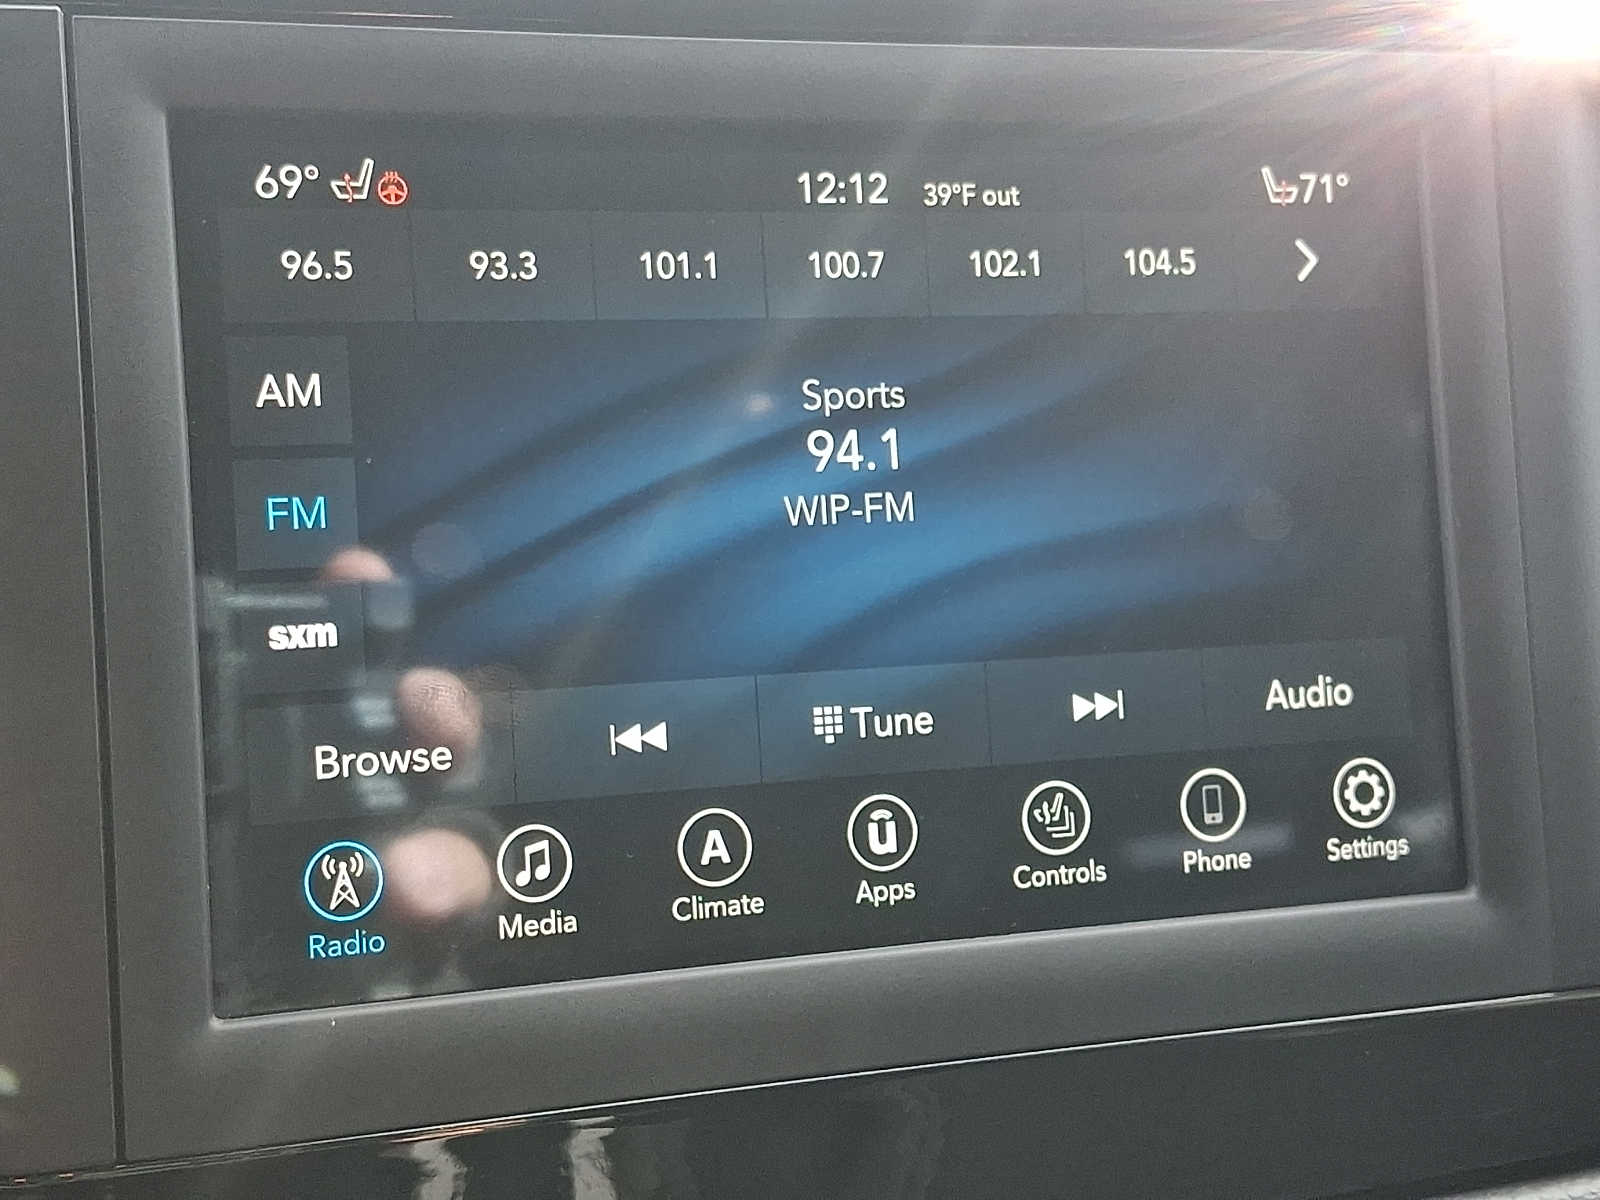 69° 12:12 39°F out 71°
96.5 93.3 101.1 100.7 102.1 104.5
AM
FM
sxm
Sports
94.1
WIP-FM
Browse Tune Audio
Radio Media A Climate ū Apps Controls Phone Settings